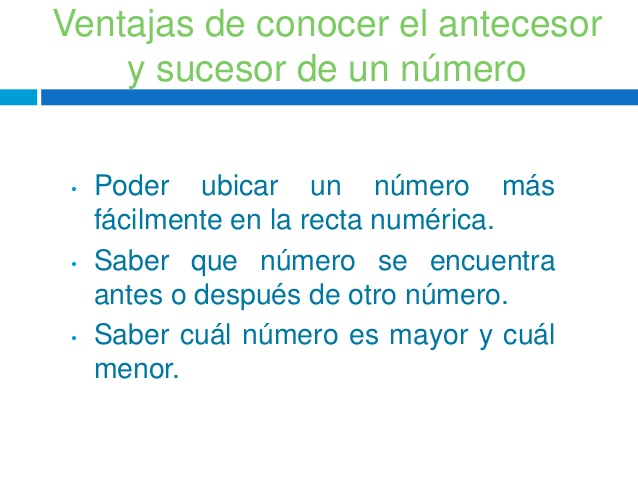 Ventajas de conocer el antecesor
y sucesor de un número
• Poder ubicar un número más
fácilmente en la recta numérica.
• Saber que número se encuentra
antes o después de otro número.
• Saber cuál número es mayor y cuál
menor.